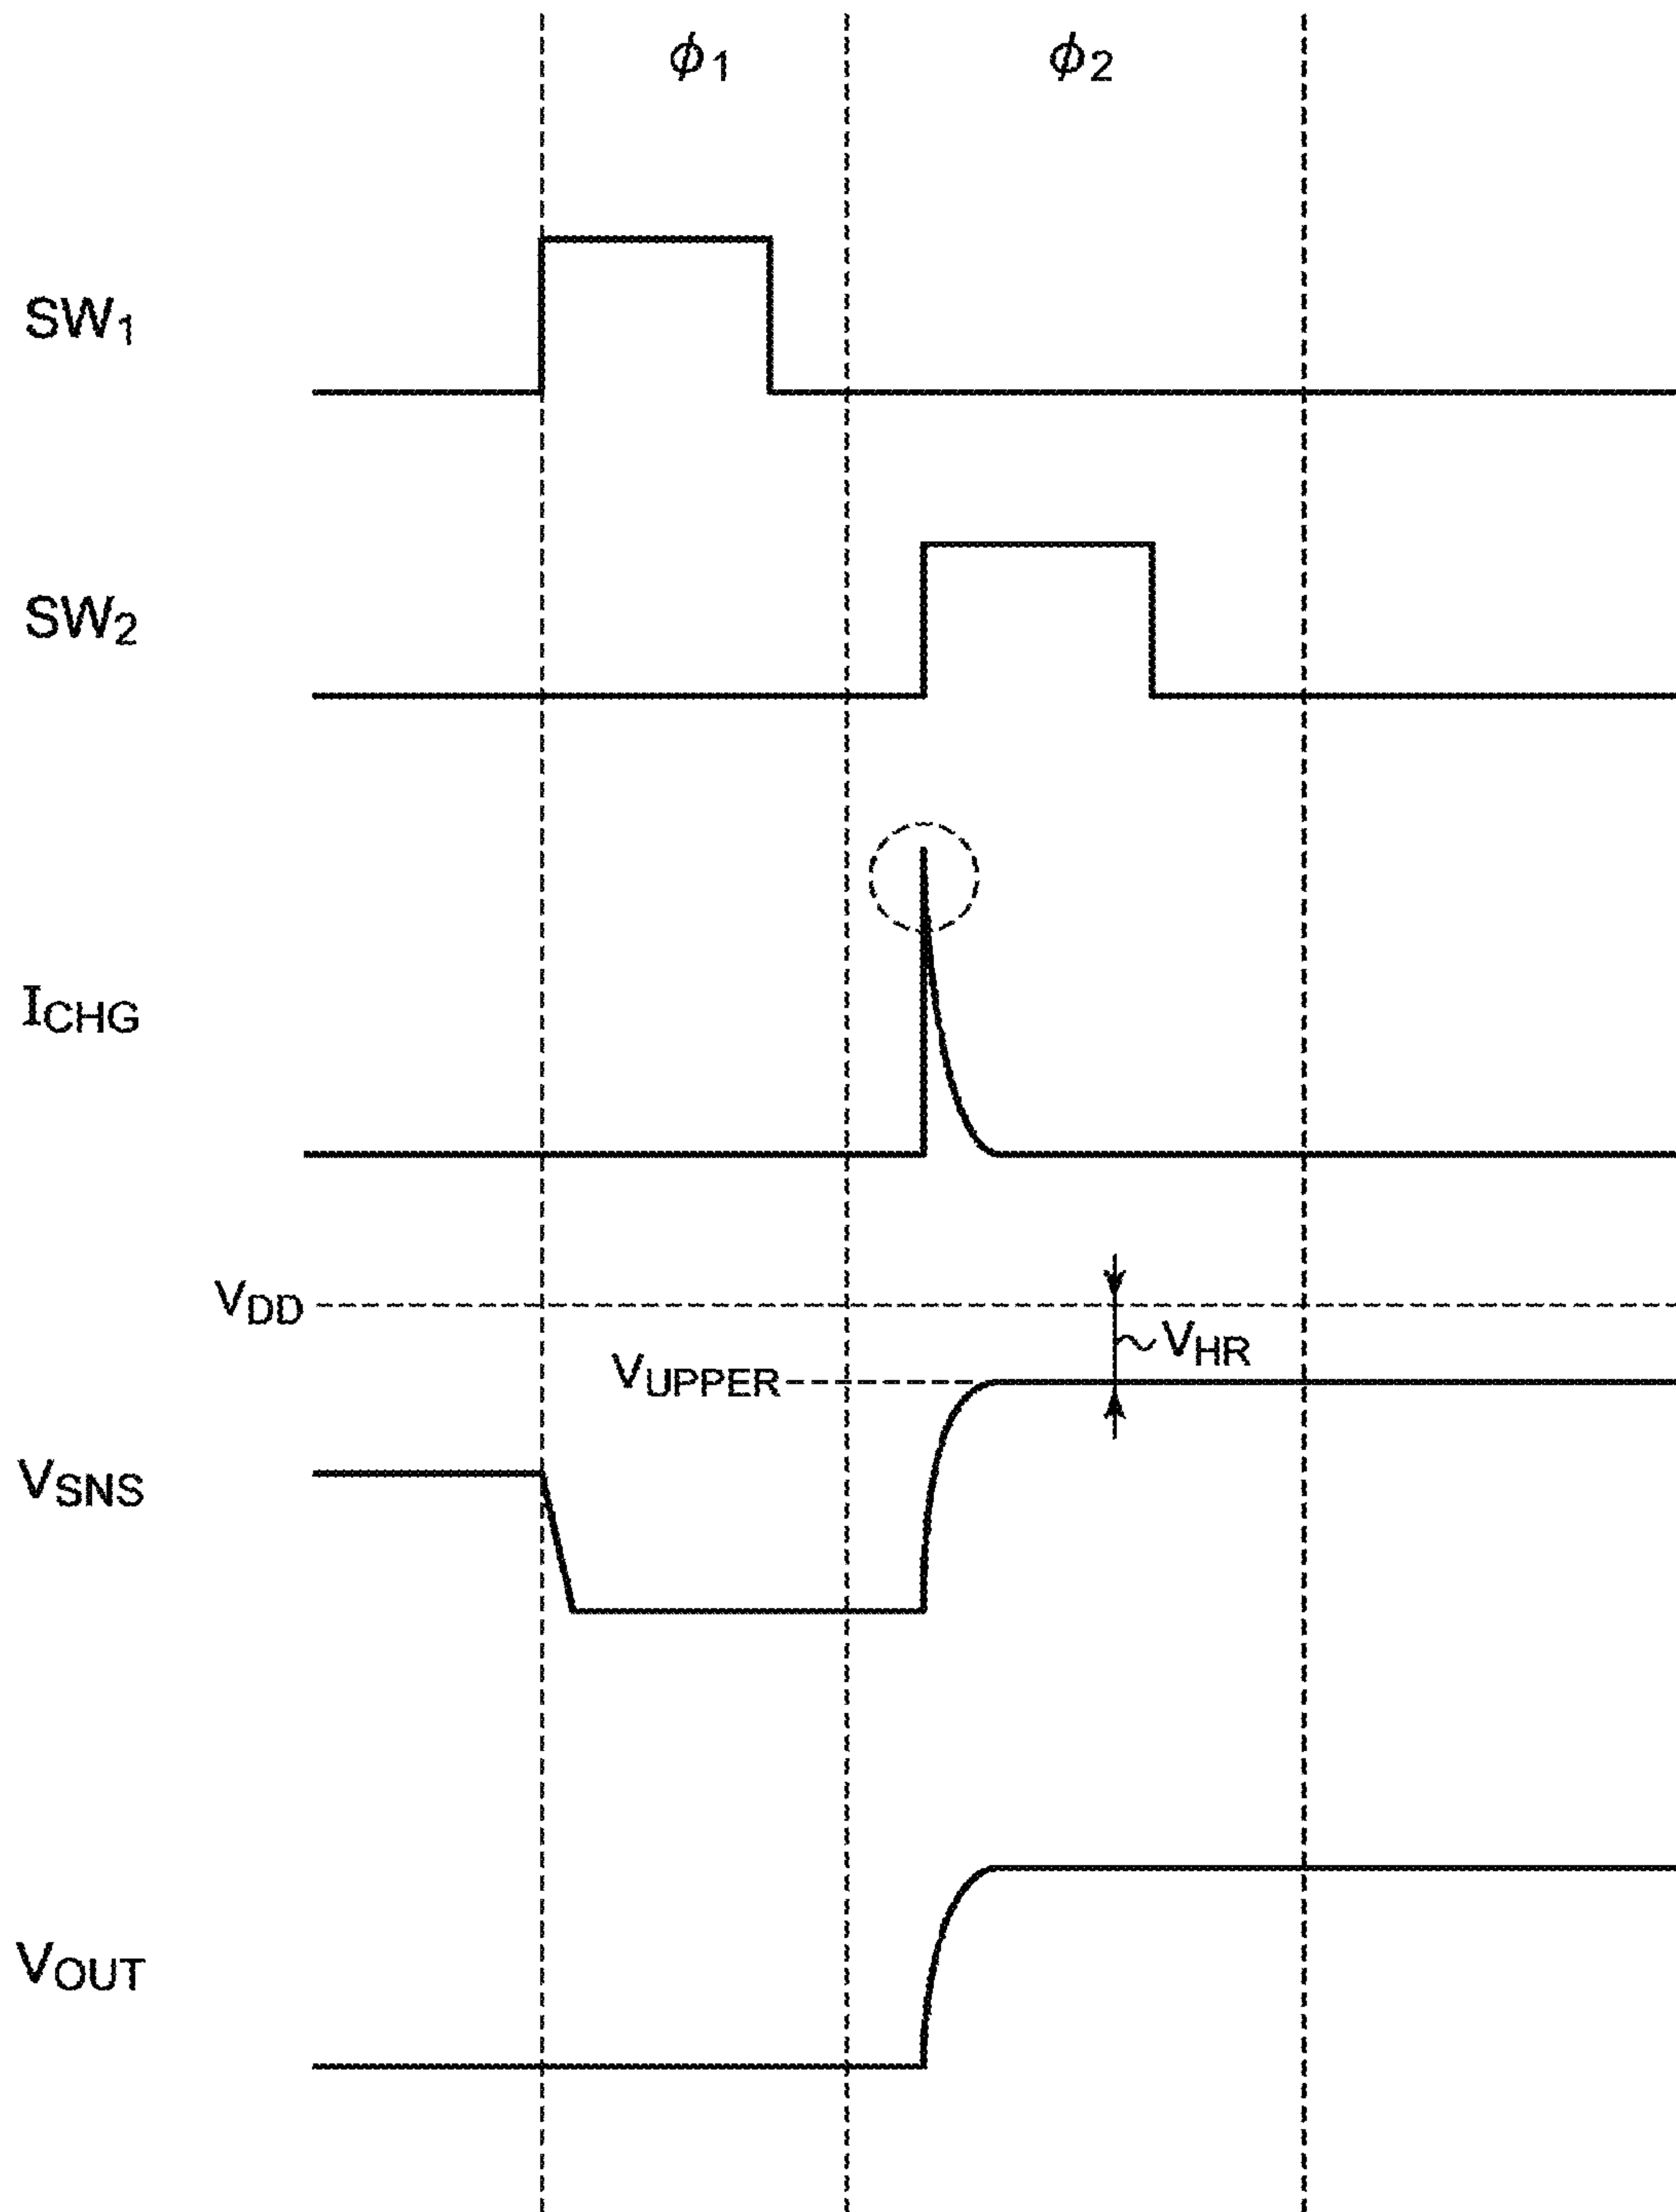 ϕ1 ϕ2
SW1
SW2
ICHG
VDD
VHR
VUPPER
VSNS
VOUT